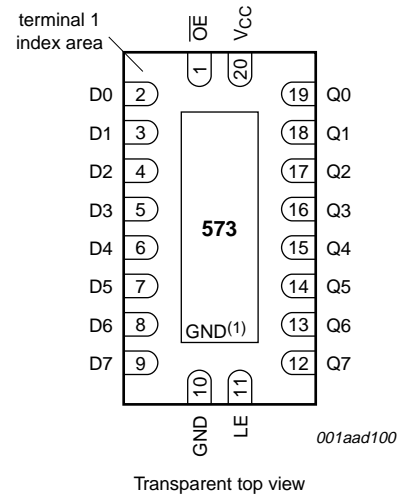 terminal 1
index area
OE
VCC
1
20
D0 2
19 Q0
D1 3
18 Q1
D2 4
17 Q2
D3 5
16 Q3
573
D4 6
15 Q4
D5 7
14 Q5
D6 8
13 Q6
GND(1)
D7 9
12 Q7
10
11
GND
LE
001aad100
Transparent top view